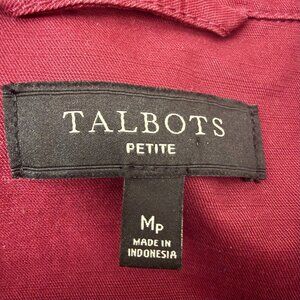 TALBOTS
PETITE
MP
MADE IN
INDONESIA